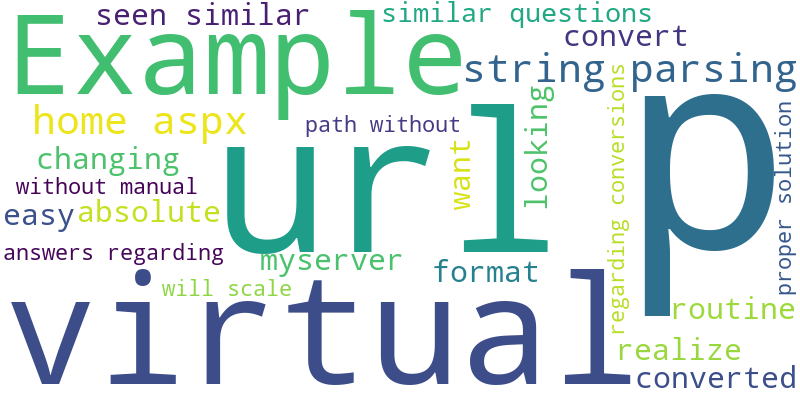 seen similar
similar questions
Example
convert
string parsing
home aspx
path without
url
p
want
looking
regarding conversions
proper solution
changing
without manual
easy
absolute
answers regarding
myserver
format
will scale
virtual
routine
realize
converted